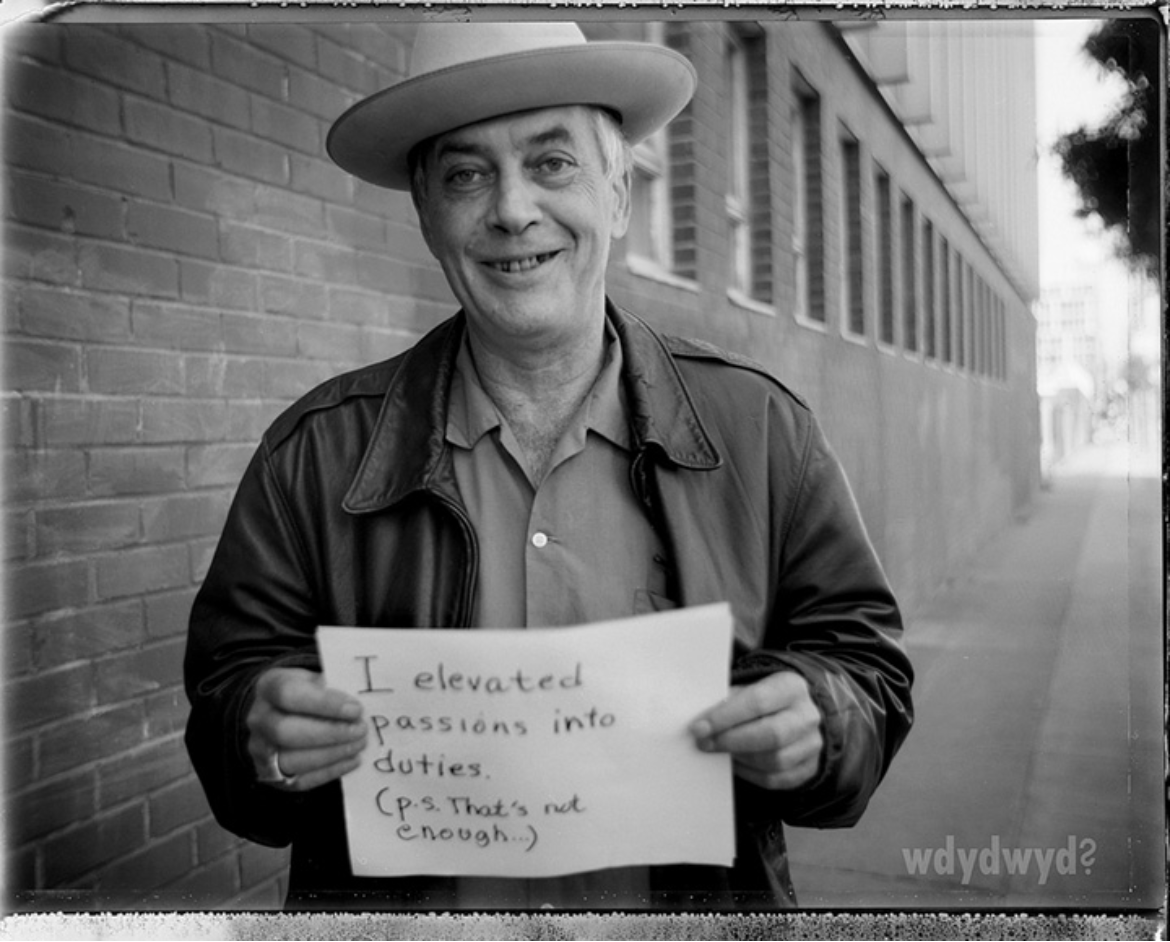 I elevated
passions into
duties.
(p.s. That's not
enough...)
wdydwyd?